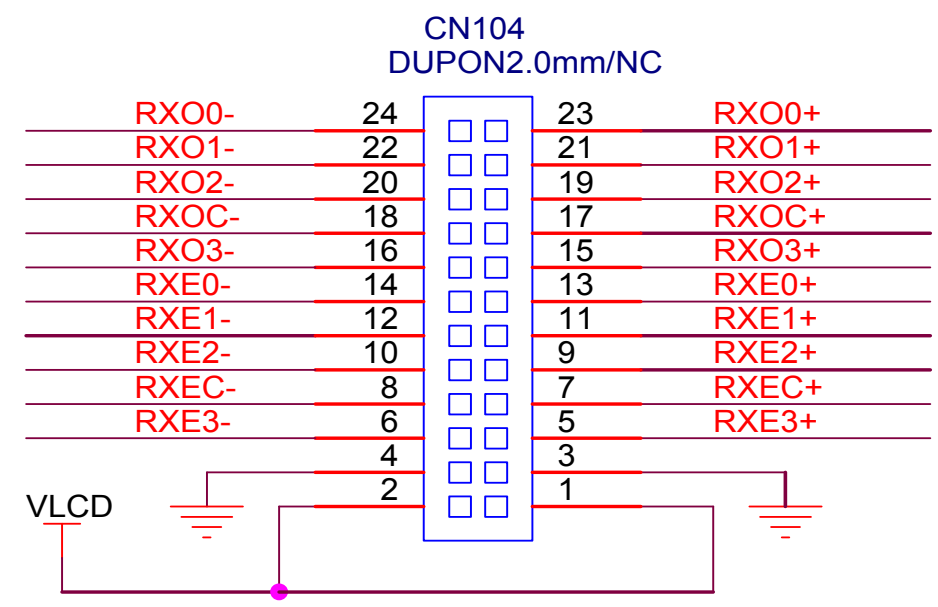 CN104
DUPON2.0mm/NC
RXO0- 24 23 RXO0+
RXO1- 22 21 RXO1+
RXO2- 20 19 RXO2+
RXOC- 18 17 RXOC+
RXO3- 16 15 RXO3+
RXE0- 14 13 RXE0+
RXE1- 12 11 RXE1+
RXE2- 10 9 RXE2+
RXEC- 8 7 RXEC+
RXE3- 6 5 RXE3+
4 3
VLCD 2 1